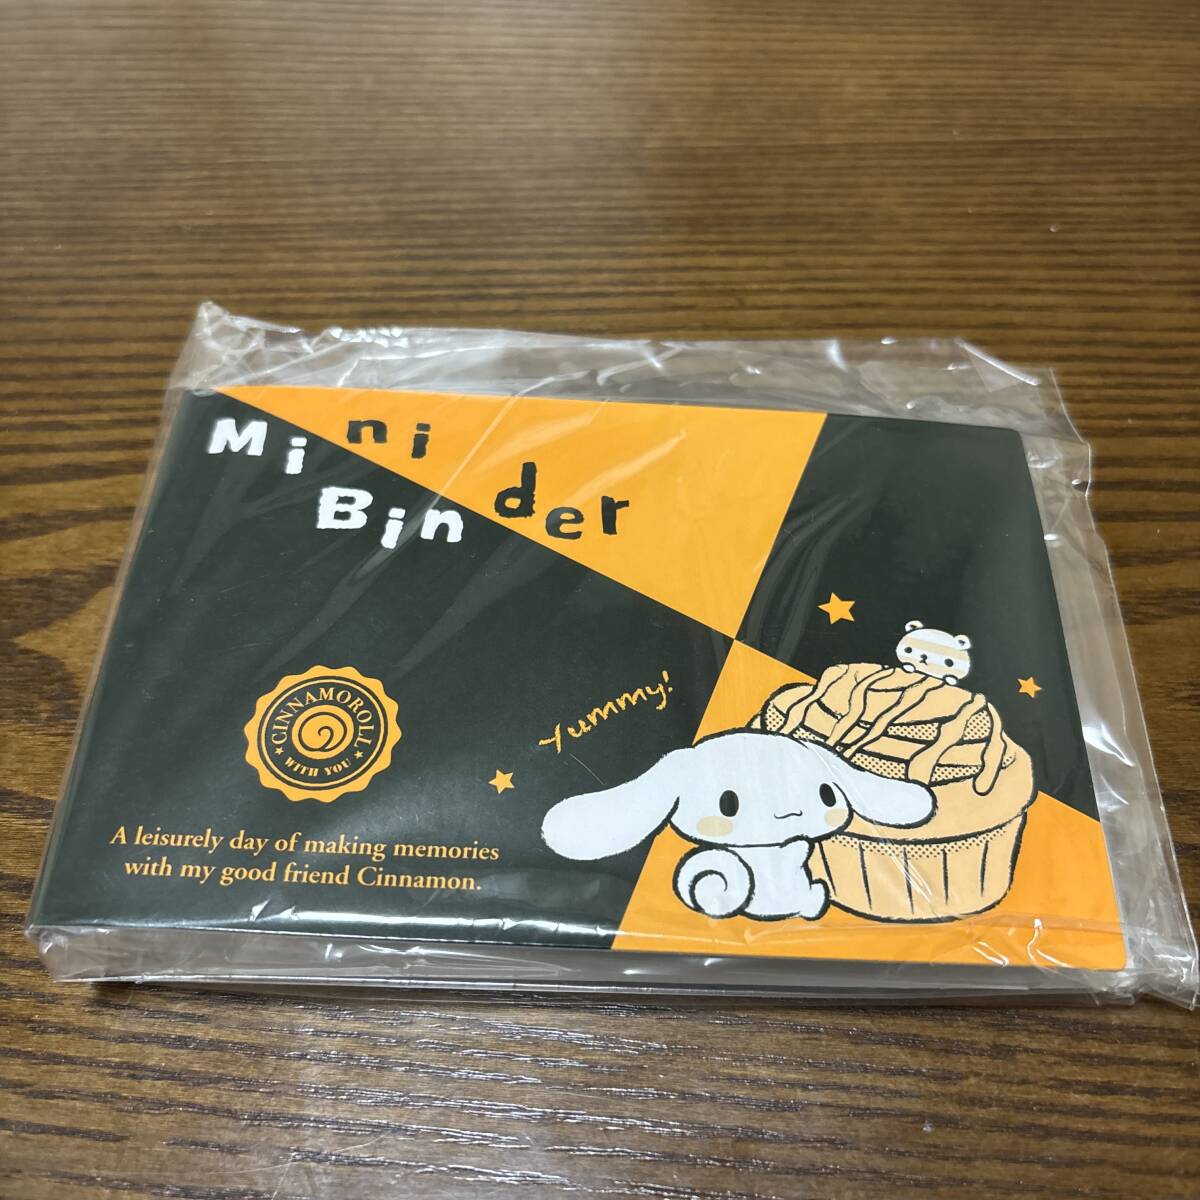 Mini
Binder
Yummy!
CINNAMOROLL
WITH YOU
A leisurely day of making memories
with my good friend Cinnamon.